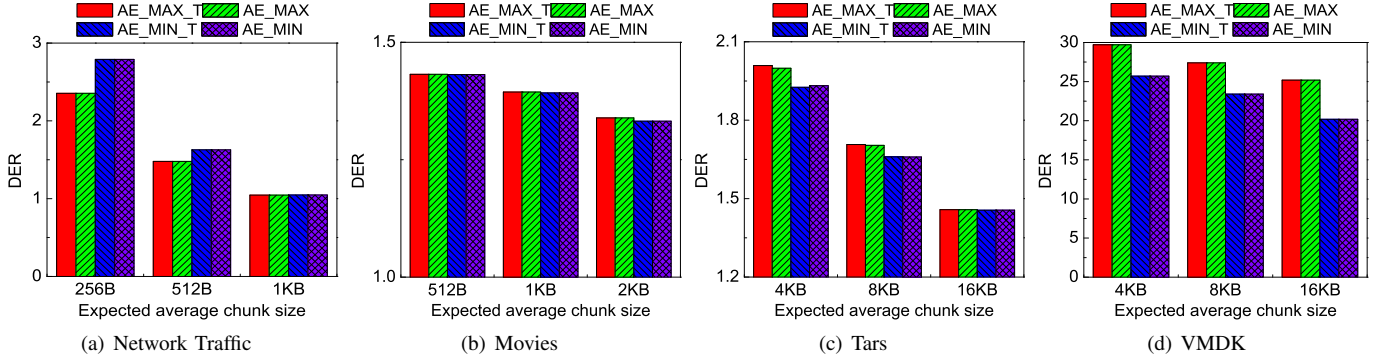 AE_MAX_T AE_MAX
AE_MIN_T AE_MIN
3
2
1
0
DER
256B 512B 1KB
Expected average chunk size
(a) Network Traffic
AE_MAX_T AE_MAX
AE_MIN_T AE_MIN
1.5
1.0
DER
512B 1KB 2KB
Expected average chunk size
(b) Movies
AE_MAX_T AE_MAX
AE_MIN_T AE_MIN
2.1
1.8
1.5
1.2
DER
4KB 8KB 16KB
Expected average chunk size
(c) Tars
AE_MAX_T AE_MAX
AE_MIN_T AE_MIN
30
25
20
15
10
5
0
DER
4KB 8KB 16KB
Expected average chunk size
(d) VMDK